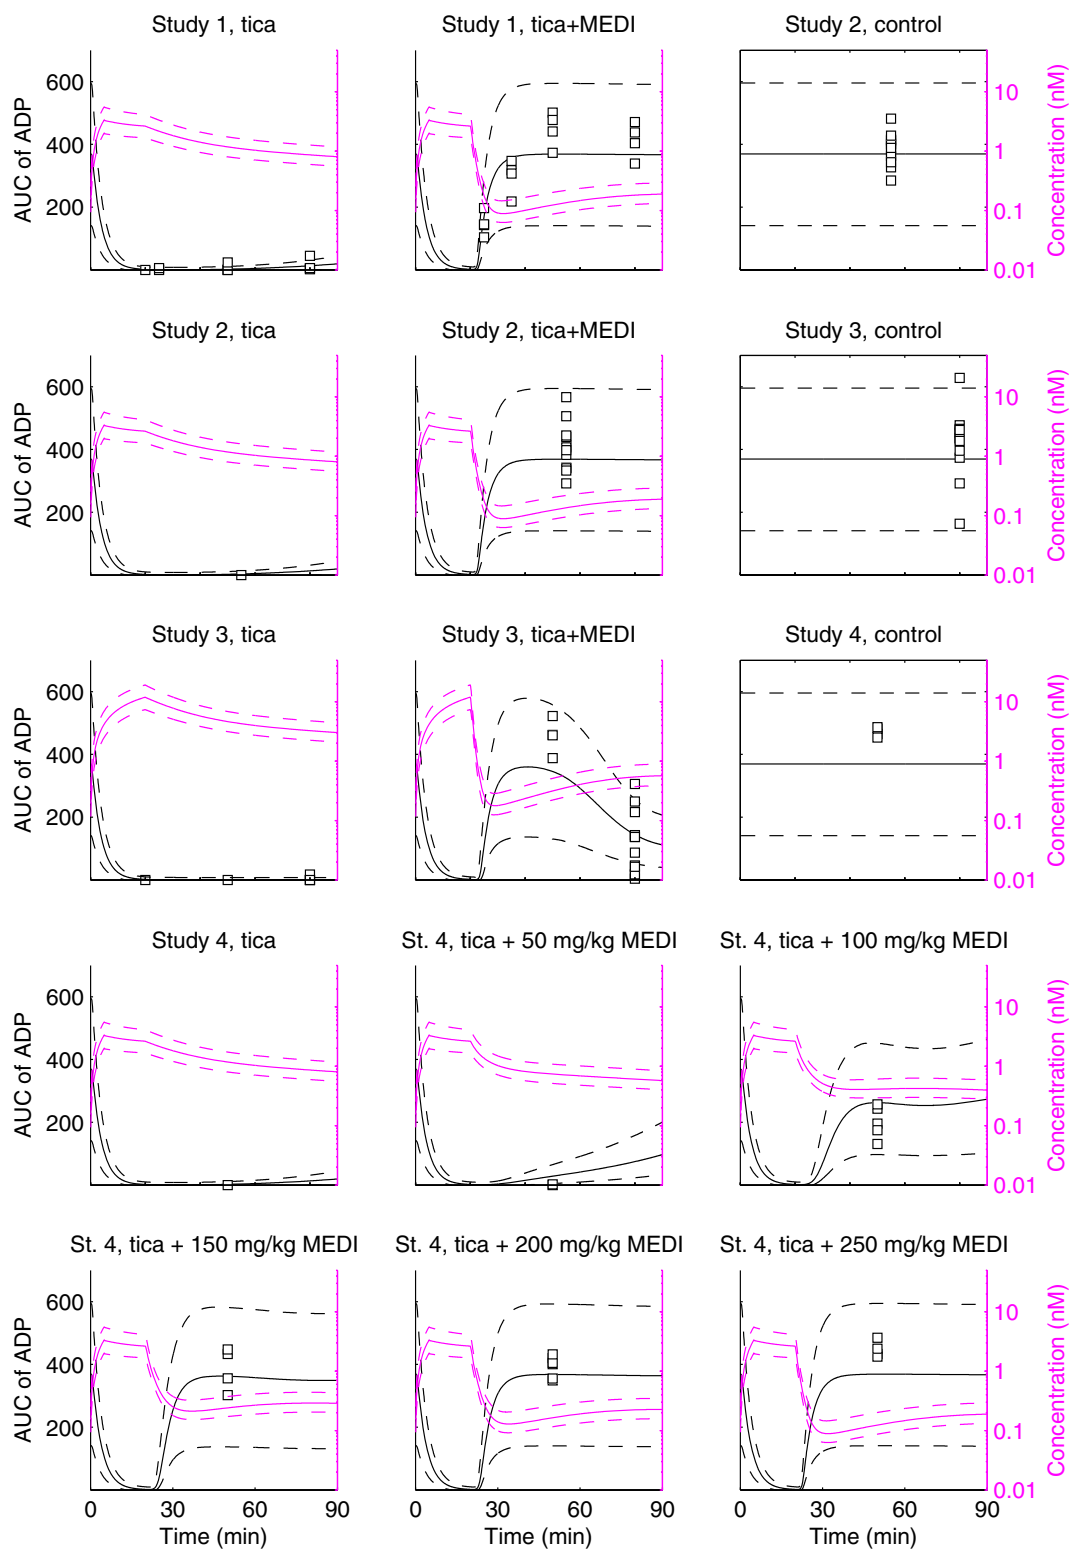 Study 1, tica
Study 1, tica+MEDI
Study 2, control
600
400
200
AUC of ADP
10
1
0.1
0.01
Concentration (nM)
Study 2, tica
Study 2, tica+MEDI
Study 3, control
600
400
200
AUC of ADP
10
1
0.1
0.01
Concentration (nM)
Study 3, tica
Study 3, tica+MEDI
Study 4, control
600
400
200
AUC of ADP
10
1
0.1
0.01
Concentration (nM)
Study 4, tica
St. 4, tica + 50 mg/kg MEDI
St. 4, tica + 100 mg/kg MEDI
600
400
200
AUC of ADP
10
1
0.1
0.01
Concentration (nM)
St. 4, tica + 150 mg/kg MEDI
St. 4, tica + 200 mg/kg MEDI
St. 4, tica + 250 mg/kg MEDI
600
400
200
AUC of ADP
10
1
0.1
0.01
Concentration (nM)
0 30 60 90
0 30 60 90
0 30 60 90
Time (min)
Time (min)
Time (min)